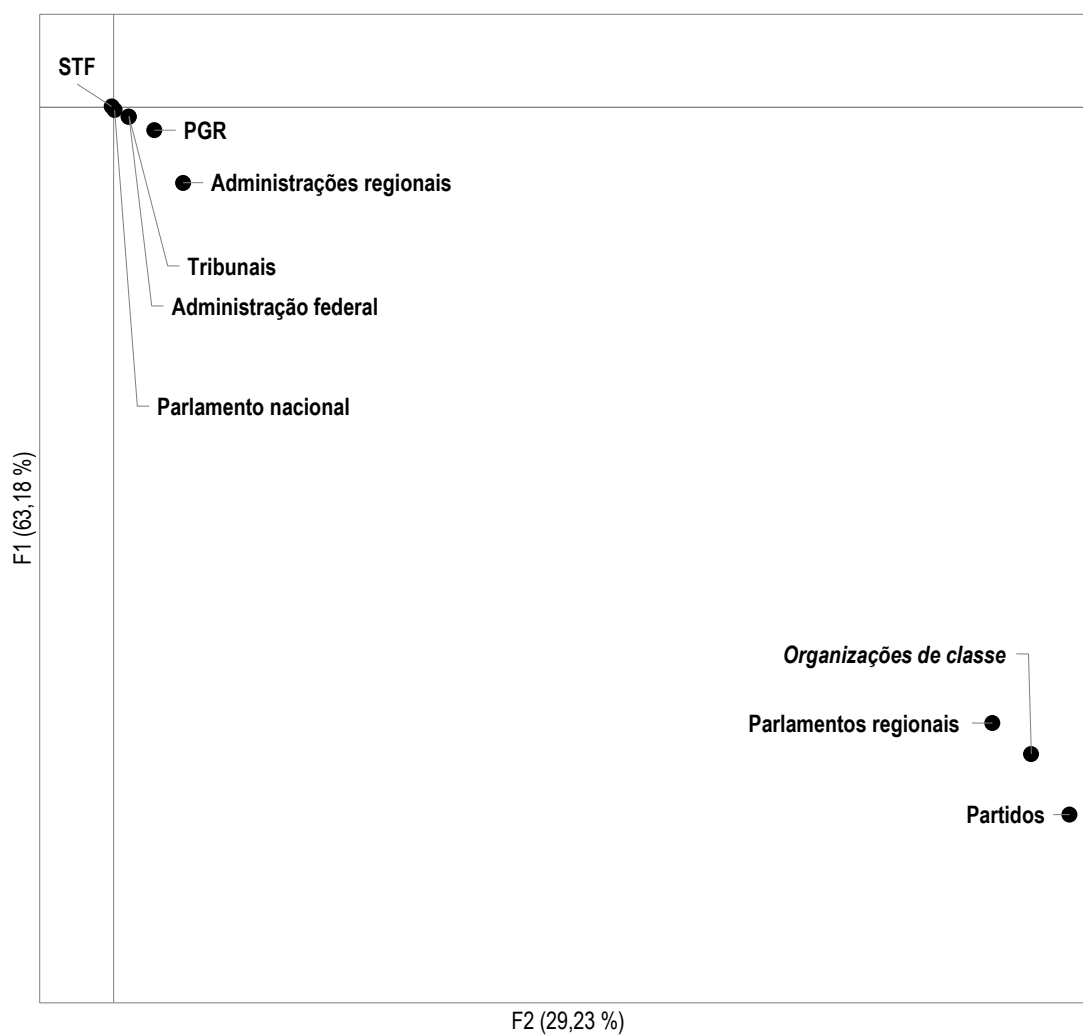 STF
PGR
Administrações regionais
Tribunais
Administração federal
Parlamento nacional
F1 (63,18 %)
Organizações de classe
Parlamentos regionais
Partidos
F2 (29,23 %)